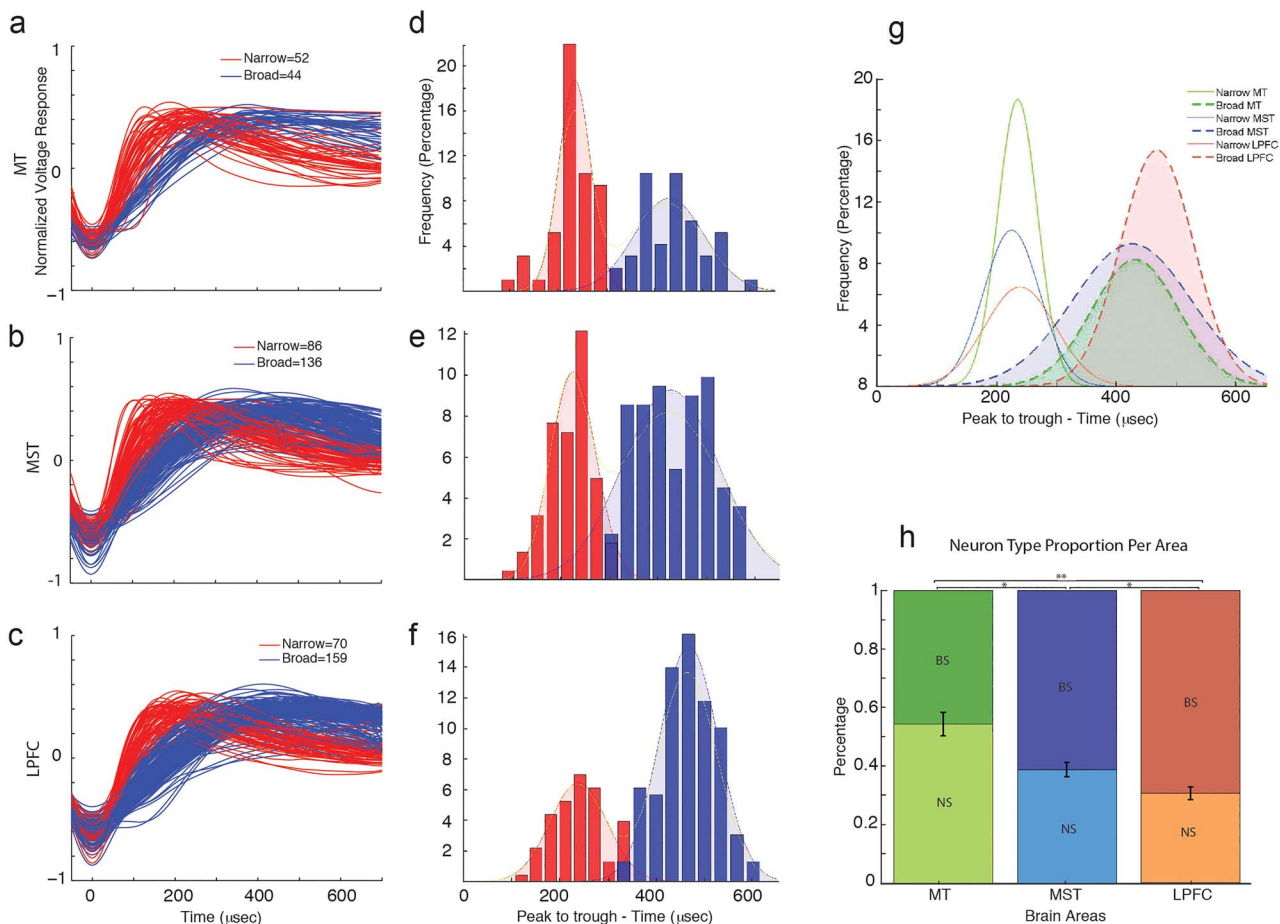 a
1
Narrow=52
Broad=44
MT
Normalized Voltage Response
0
−1
b
1
Narrow=86
Broad=136
MST
0
-1
c
1
Narrow=70
Broad=159
LPFC
0
−1
0 200 400 600
Time (μsec)
d
20
16
12
8
4
Frequency (Percentage)
e
12
10
8
6
4
2
f
16
14
12
10
8
6
4
2
0 200 400 600
Peak to trough - Time (μsec)
g
20
16
12
8
4
8
Frequency (Percentage)
Narrow MT
Broad MT
Narrow MST
Broad MST
Narrow LPFC
Broad LPFC
0 200 400 600
Peak to trough - Time (μsec)
h
Neuron Type Proportion Per Area
**
* *
1
0.8
0.6
0.4
0.2
0
Percentage
BS BS BS
NS NS NS
MT MST LPFC
Brain Areas